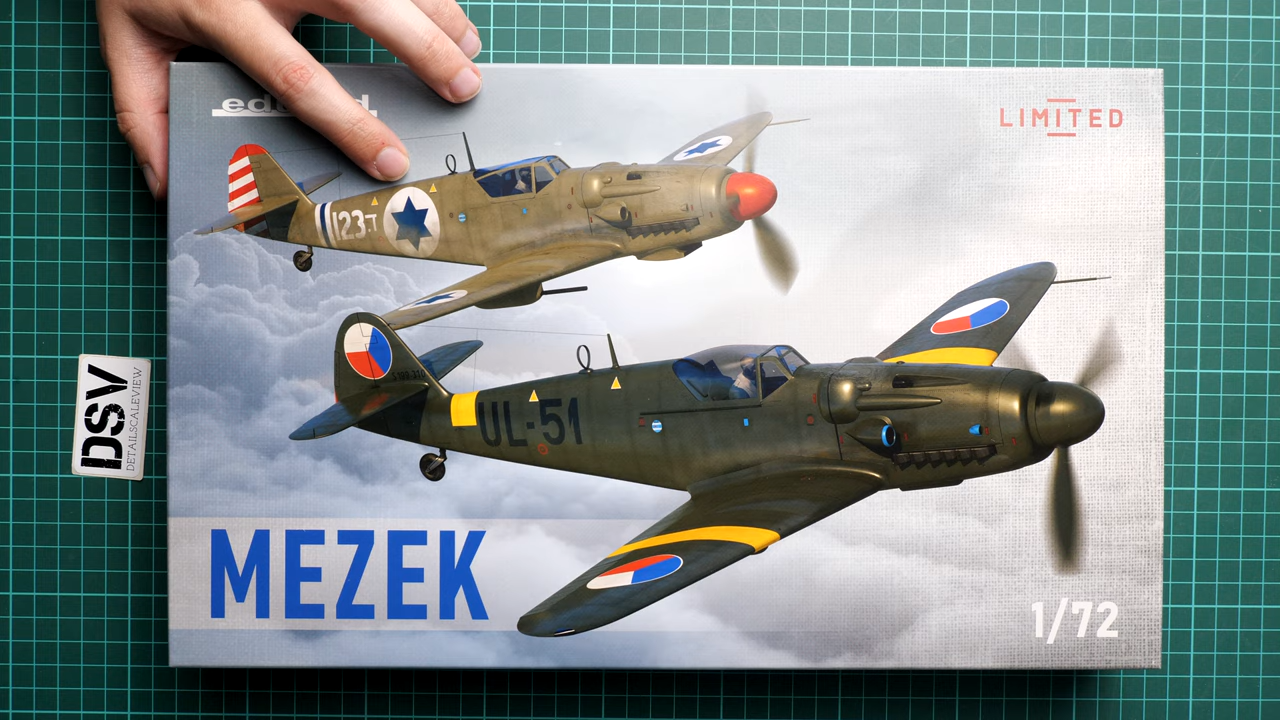 LIMITED
123
MEZEK
UL-51
1/72
DSV
DETAILSCALEVIEW